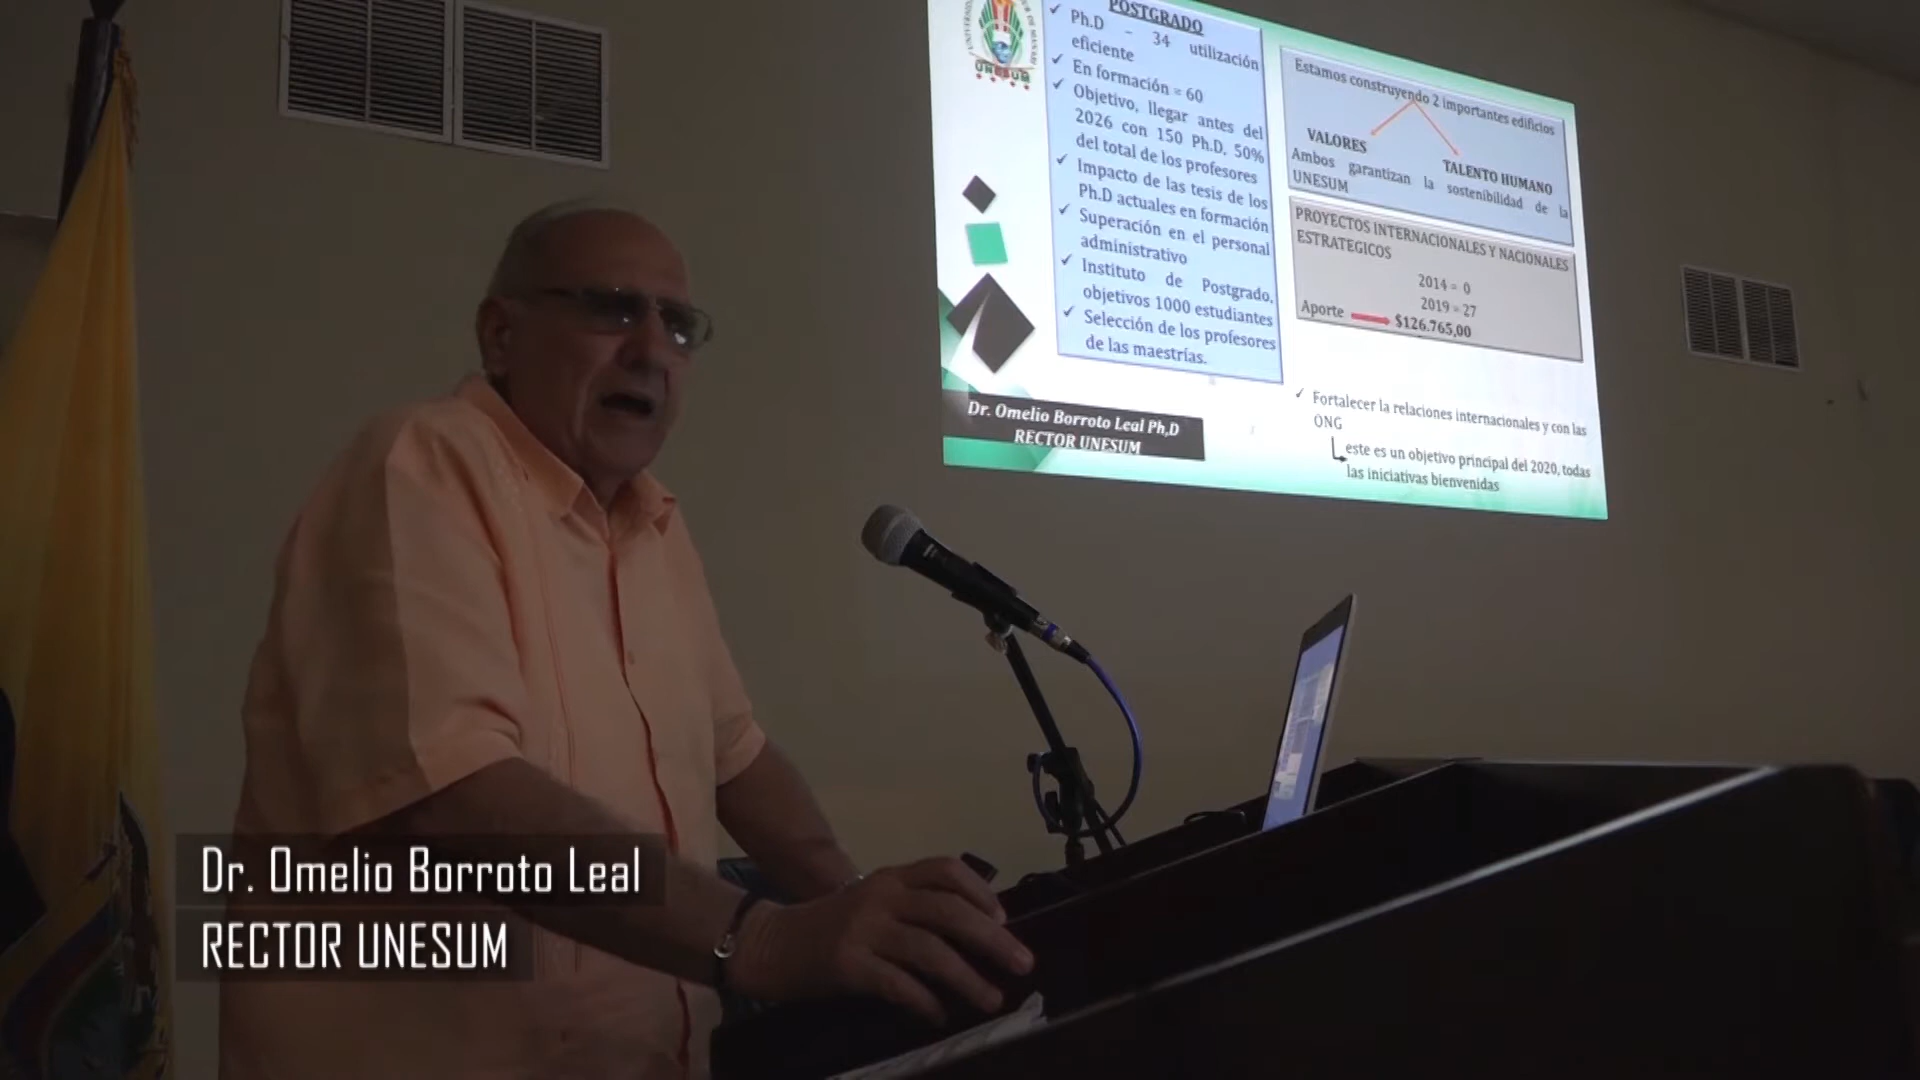 POSTGRADO
✓ Ph.D – 34 utilización
eficiente
✓ En formación = 60
✓ Objetivo, llegar antes del
2026 con 150 Ph.D, 50%
del total de los profesores
✓ Impacto de las tesis de los
Ph.D actuales en formación
✓ Superación en el personal
administrativo
✓ Instituto de Postgrado,
objetivos 1000 estudiantes
✓ Selección de los profesores
de las maestrías.
Estamos construyendo 2 importantes edificios
VALORES
TALENTO HUMANO
Ambos garantizan la sostenibilidad de la
UNESUM
PROYECTOS INTERNACIONALES Y NACIONALES
ESTRATEGICOS
2014 = 0
2019 = 27
Aporte $126.765,00
✓ Fortalecer la relaciones internacionales y con las
ONG
este es un objetivo principal del 2020, todas
las iniciativas bienvenidas
UNESUM
Dr. Omelio Borroto Leal Ph,D
RECTOR UNESUM
Dr. Omelio Borroto Leal
RECTOR UNESUM